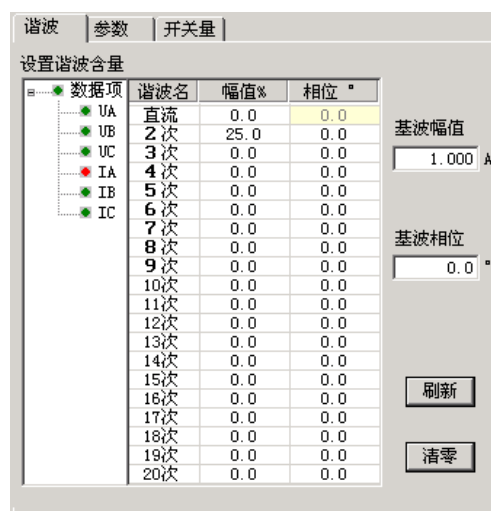 谐波 参数 开关量
设置谐波含量
数据项
UA
UB
UC
IA
IB
IC
谐波名 幅值% 相位 °
直流 0.0 0.0
2次 25.0 0.0
3次 0.0 0.0
4次 0.0 0.0
5次 0.0 0.0
6次 0.0 0.0
7次 0.0 0.0
8次 0.0 0.0
9次 0.0 0.0
10次 0.0 0.0
11次 0.0 0.0
12次 0.0 0.0
13次 0.0 0.0
14次 0.0 0.0
15次 0.0 0.0
16次 0.0 0.0
17次 0.0 0.0
18次 0.0 0.0
19次 0.0 0.0
20次 0.0 0.0
基波幅值
1.000 A
基波相位
0.0 °
刷新
清零